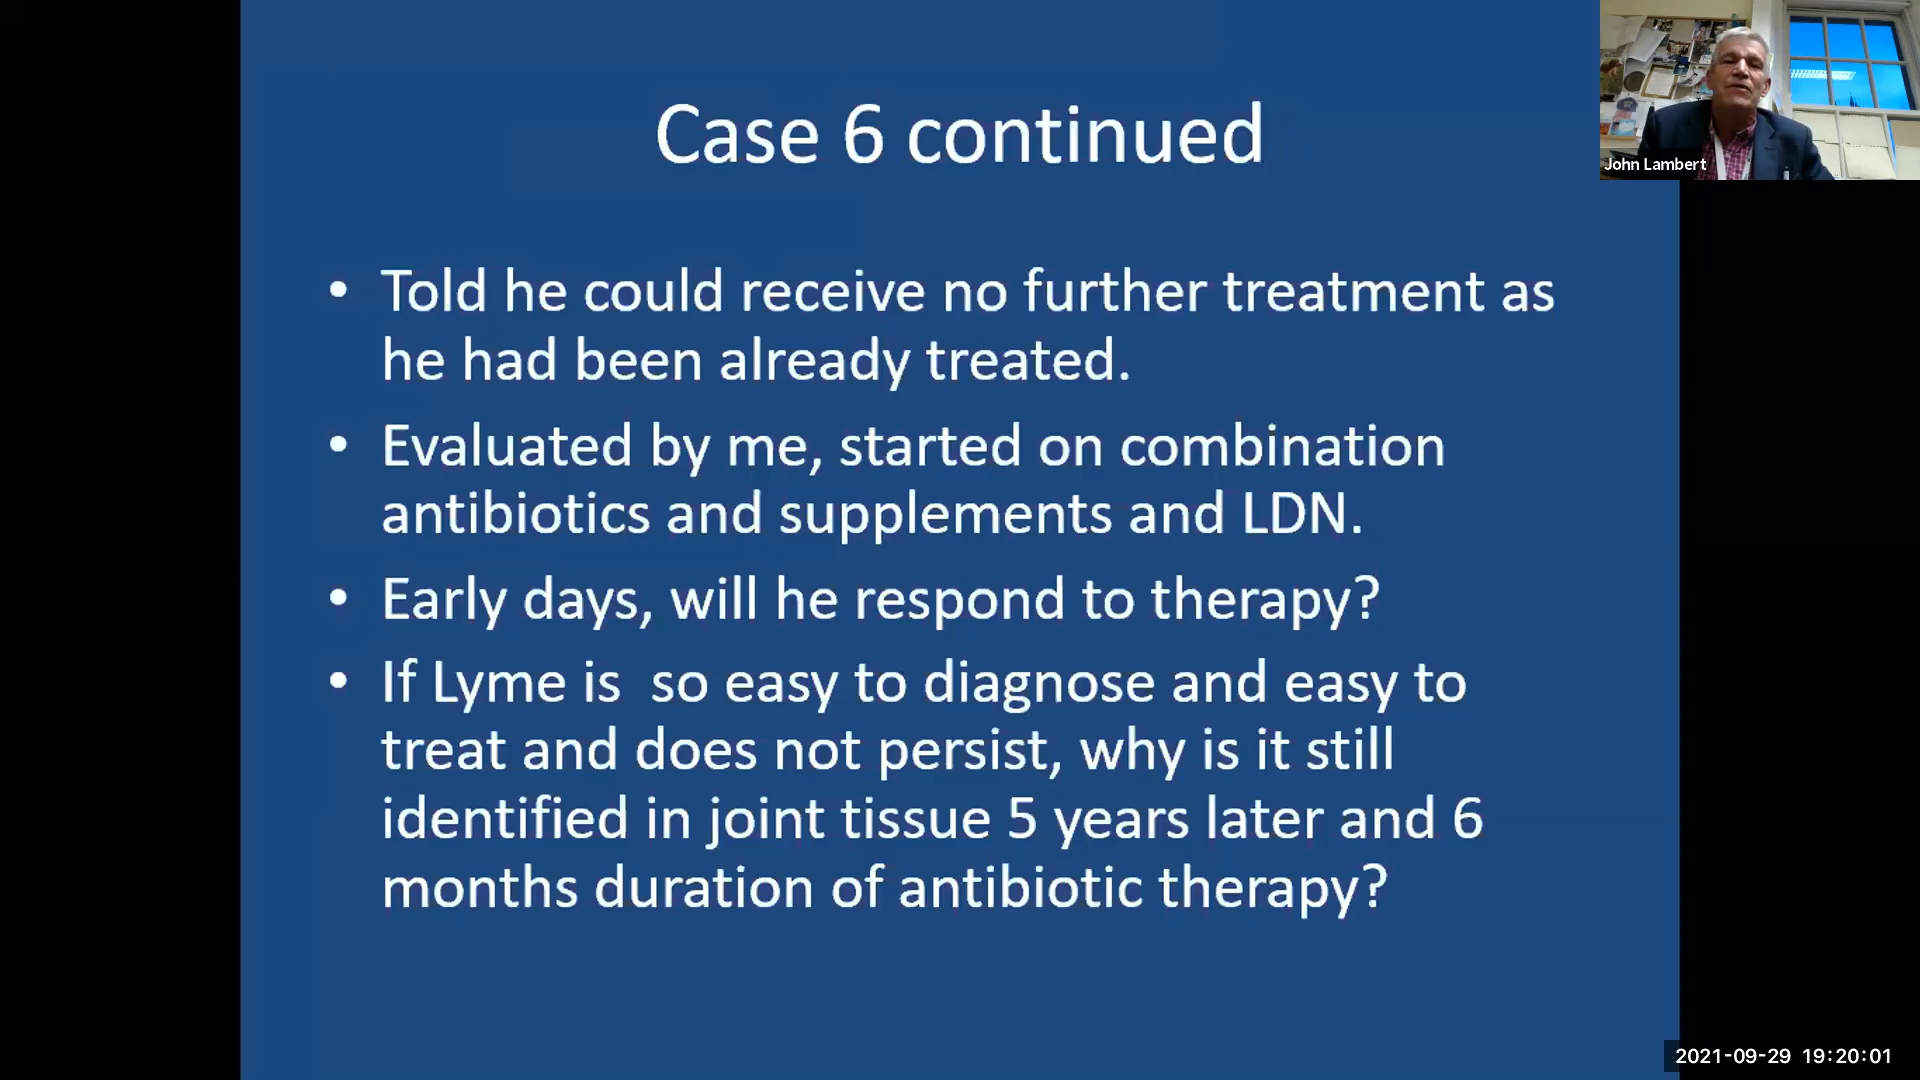 Case 6 continued
• Told he could receive no further treatment as
he had been already treated.
• Evaluated by me, started on combination
antibiotics and supplements and LDN.
• Early days, will he respond to therapy?
• If Lyme is  so easy to diagnose and easy to
treat and does not persist, why is it still
identified in joint tissue 5 years later and 6
months duration of antibiotic therapy?
John Lambert
2021-09-29 19:20:01